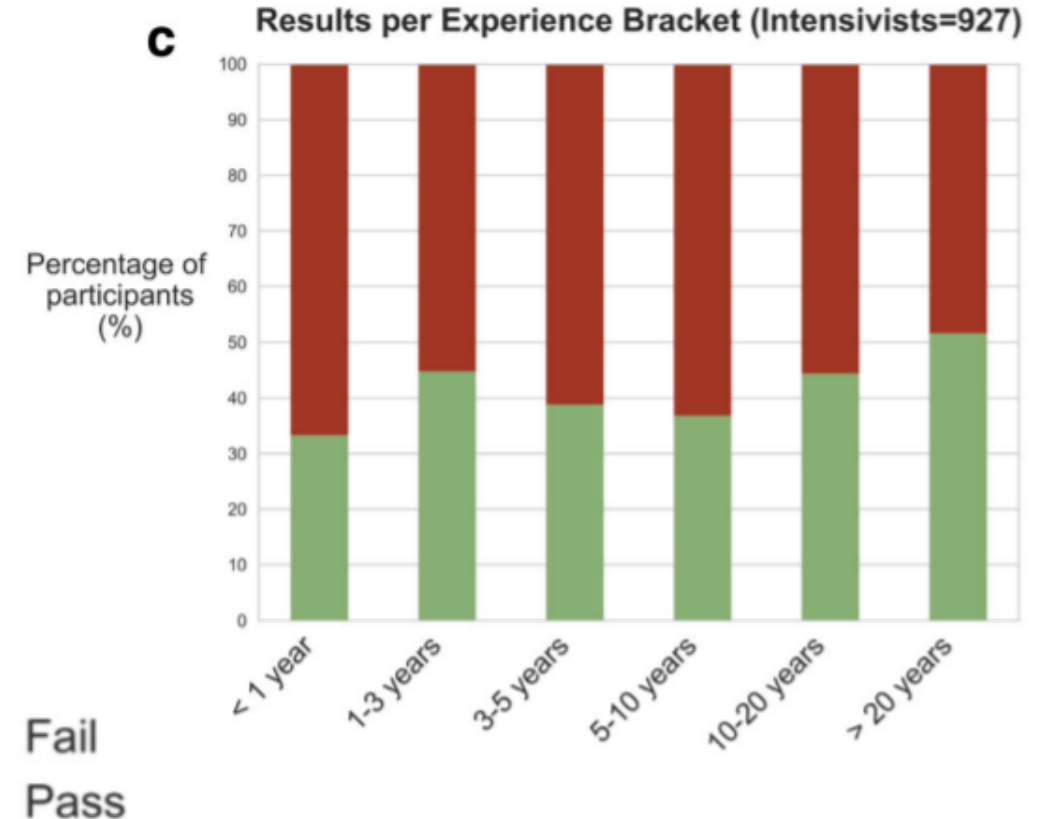 c
Results per Experience Bracket (Intensivists=927)
100
90
80
70
60
50
40
30
20
10
0
Percentage of
participants
(%)
< 1 year
1-3 years
3-5 years
5-10 years
10-20 years
> 20 years
Fail
Pass